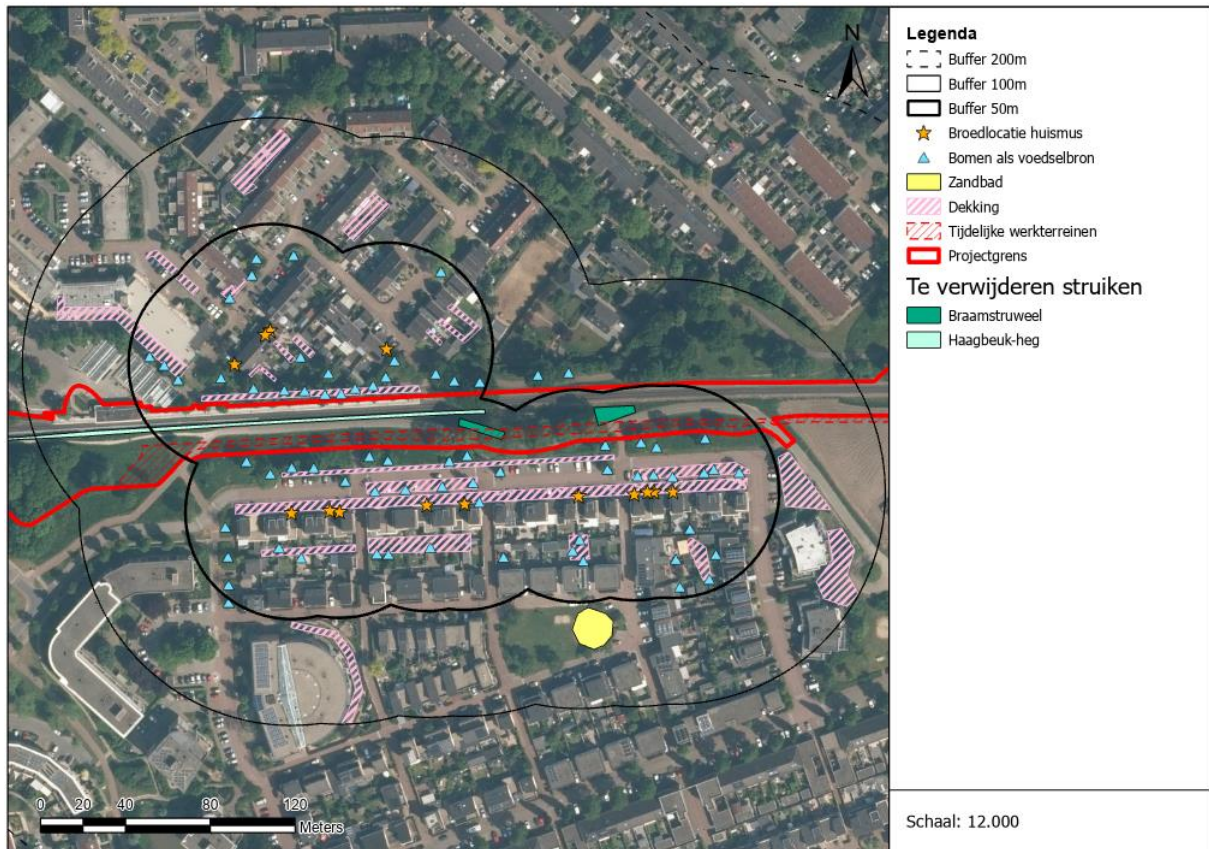 N
0 20 40 80 120
Meters
Legenda
Buffer 200m
Buffer 100m
Buffer 50m
Broedlocatie huismus
Bomen als voedselbron
Zandbad
Dekking
Tijdelijke werkterreinen
Projectgrens
Te verwijderen struiken
Braamstruweel
Haagbeuk-heg
Schaal: 12.000